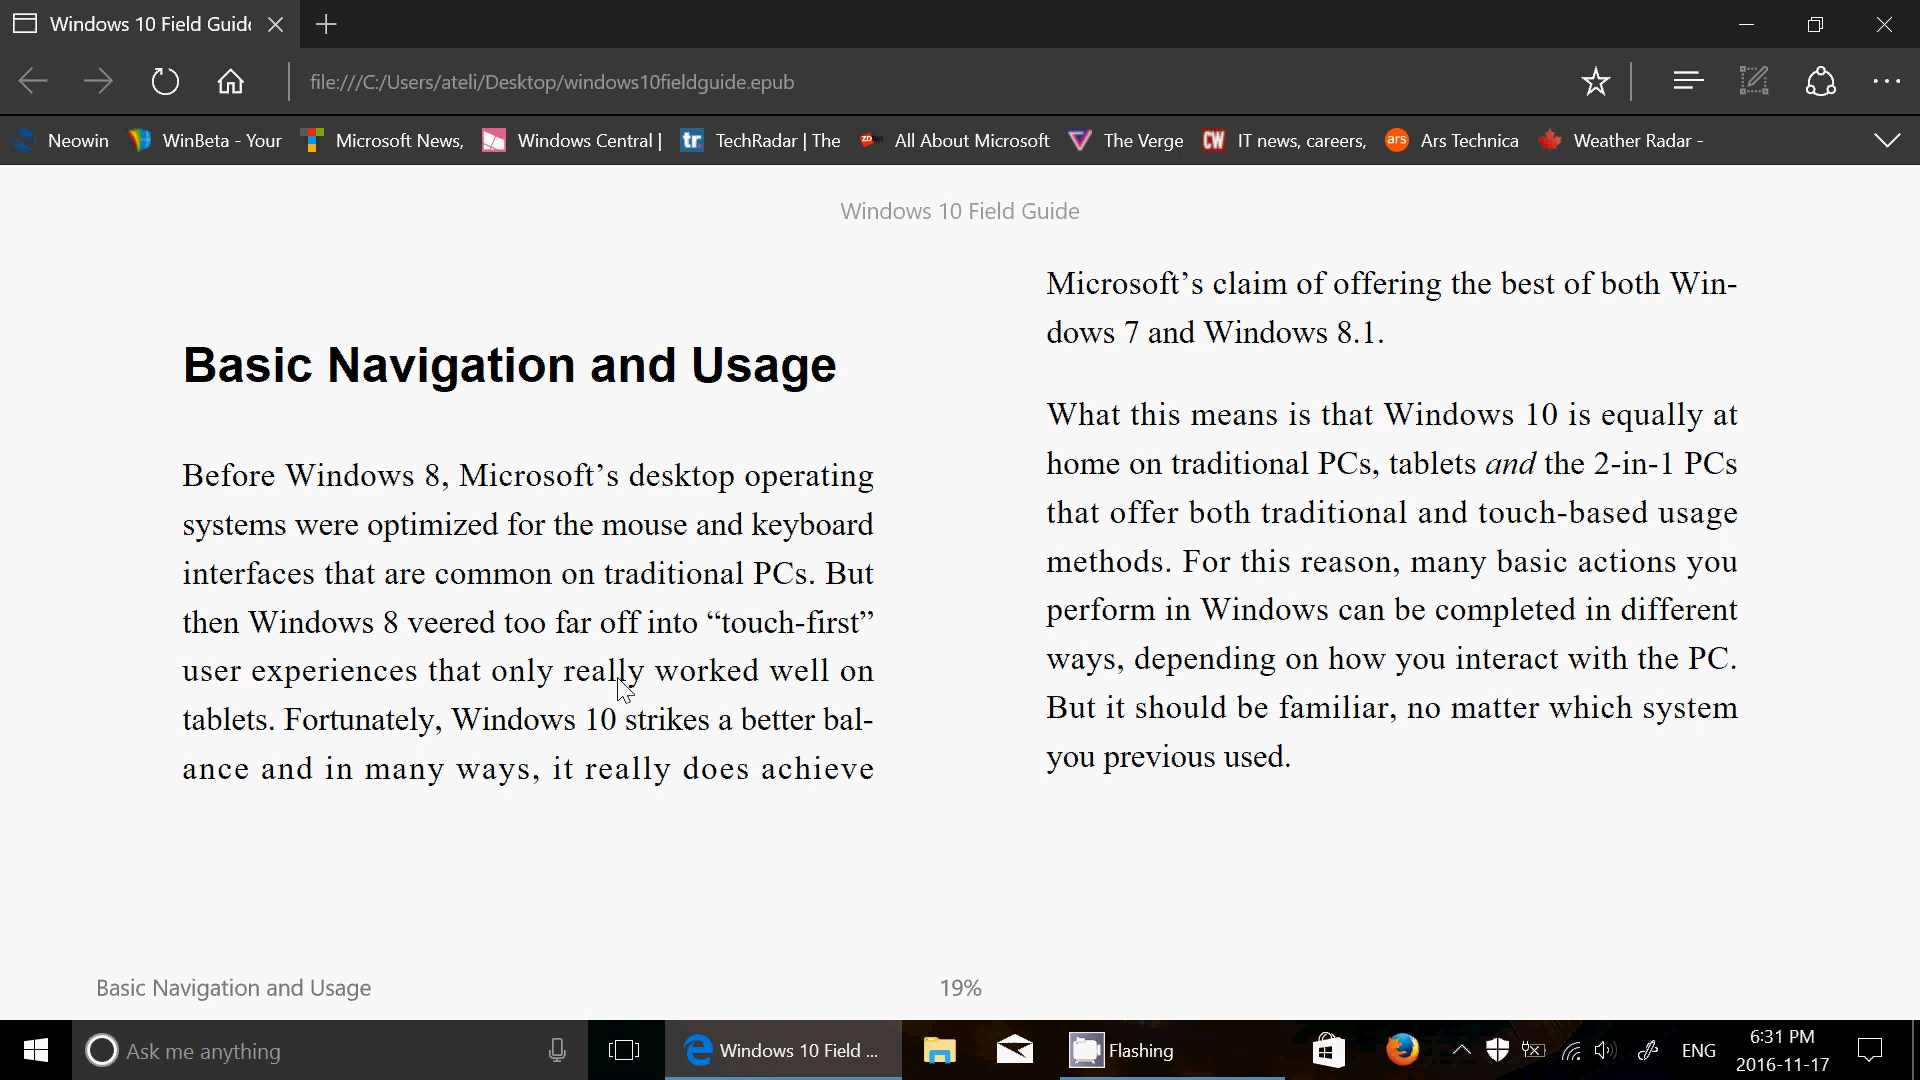 Windows 10 Field Guide
file:///C:/Users/ateli/Desktop/windows10fieldguide.epub
Neowin WinBeta - Your Microsoft News, Windows Central | tr TechRadar | The ZD All About Microsoft The Verge CW IT news, careers, ars Ars Technica Weather Radar -
Windows 10 Field Guide
Basic Navigation and Usage
Before Windows 8, Microsoft’s desktop operating
systems were optimized for the mouse and keyboard
interfaces that are common on traditional PCs. But
then Windows 8 veered too far off into “touch-first”
user experiences that only really worked well on
tablets. Fortunately, Windows 10 strikes a better bal-
ance and in many ways, it really does achieve
Microsoft’s claim of offering the best of both Win-
dows 7 and Windows 8.1.
What this means is that Windows 10 is equally at
home on traditional PCs, tablets and the 2-in-1 PCs
that offer both traditional and touch-based usage
methods. For this reason, many basic actions you
perform in Windows can be completed in different
ways, depending on how you interact with the PC.
But it should be familiar, no matter which system
you previous used.
Basic Navigation and Usage 19%
Ask me anything Windows 10 Field ... Flashing ENG 6:31 PM
2016-11-17